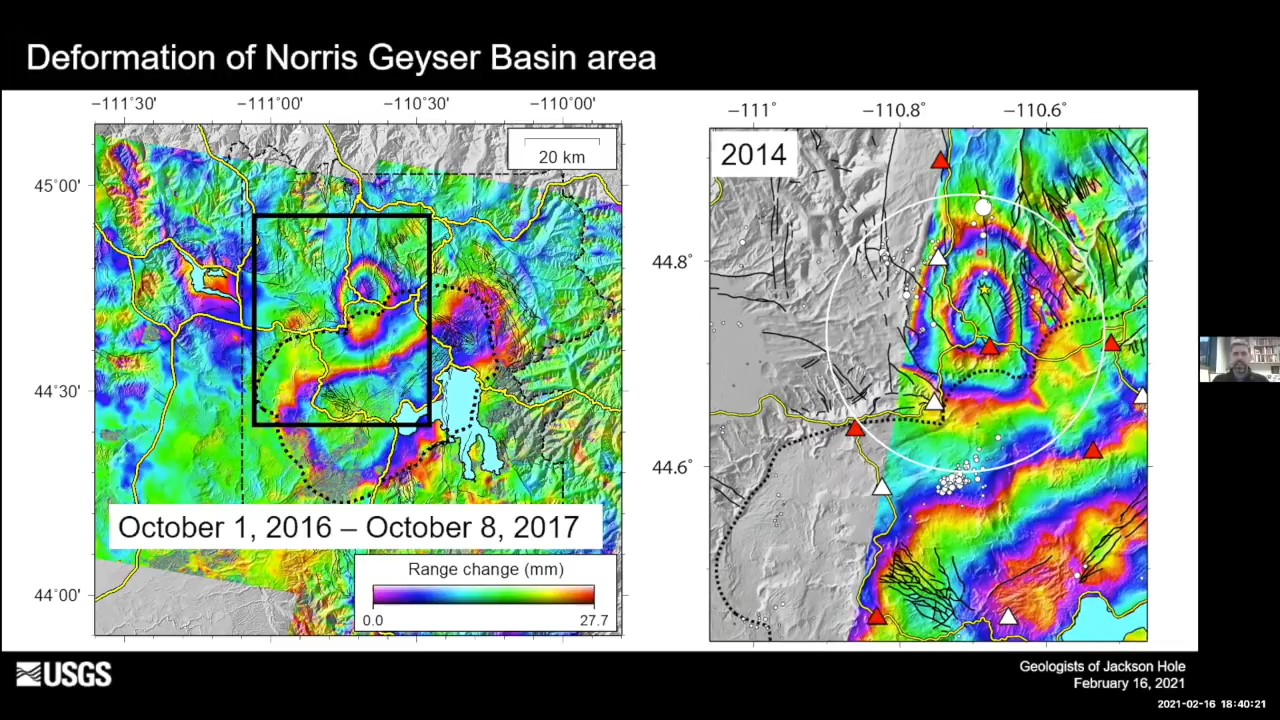 Deformation of Norris Geyser Basin area
−111°30' −111°00' −110°30' −110°00'
45°00'
44°30'
44°00'
20 km
October 1, 2016 – October 8, 2017
Range change (mm)
0.0 27.7
−111° −110.8° −110.6°
2014
44.8°
44.6°
USGS
Geologists of Jackson Hole
February 16, 2021
2021-02-16 18:40:21